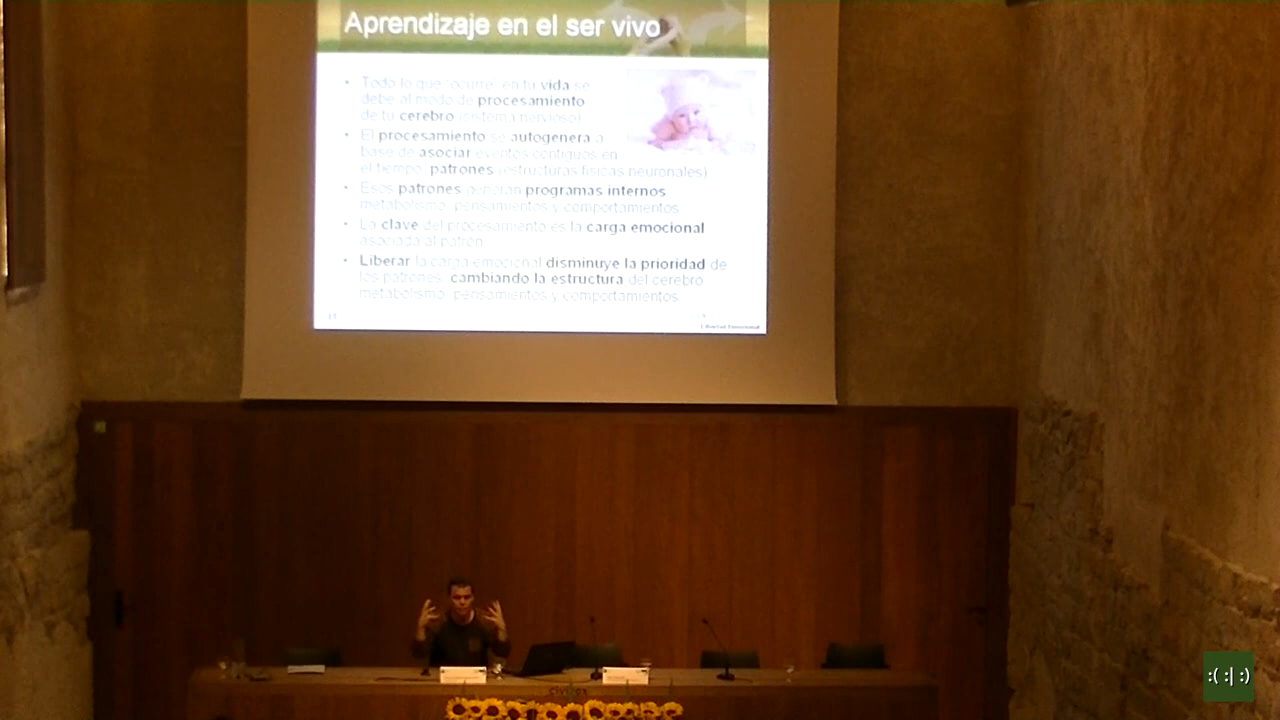 Aprendizaje en el ser vivo
• Todo lo que "ocurre" en tu vida se
debe al modo de procesamiento
de tu cerebro (sistema nervioso)
• El procesamiento se autogenera a
base de asociar eventos contiguos en
el tiempo: patrones (estructuras físicas neuronales)
• Esos patrones generan programas internos
metabolismo, pensamientos y comportamientos
• La clave del procesamiento es la carga emocional
asociada al patrón
• Liberar la carga emocional disminuye la prioridad de
los patrones, cambiando la estructura del cerebro
metabolismo, pensamientos y comportamientos
Libertad Emocional
civican
:( :| :)